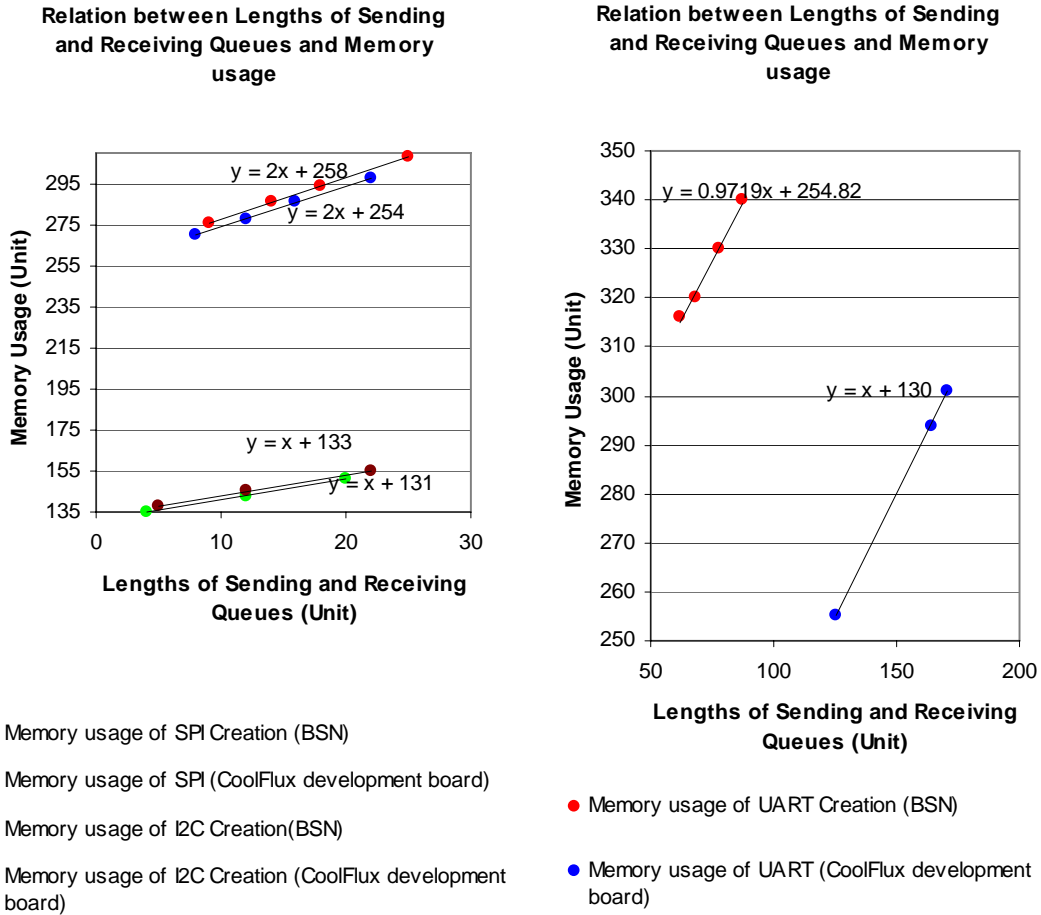 Relation between Lengths of Sending
and Receiving Queues and Memory
usage
y = 2x + 258
y = 2x + 254
y = x + 133
y = x + 131
295
275
255
235
215
195
175
155
135
0
10
20
30
Memory Usage (Unit)
Lengths of Sending and Receiving
Queues (Unit)
Memory usage of SPI Creation (BSN)
Memory usage of SPI (CoolFlux development board)
Memory usage of I2C Creation(BSN)
Memory usage of I2C Creation (CoolFlux development
board)
Relation between Lengths of Sending
and Receiving Queues and Memory
usage
350
340
330
320
310
300
290
280
270
260
250
y = 0.9719x + 254.82
y = x + 130
50
100
150
200
Memory Usage (Unit)
Lengths of Sending and Receiving
Queues (Unit)
Memory usage of UART Creation (BSN)
Memory usage of UART (CoolFlux development
board)